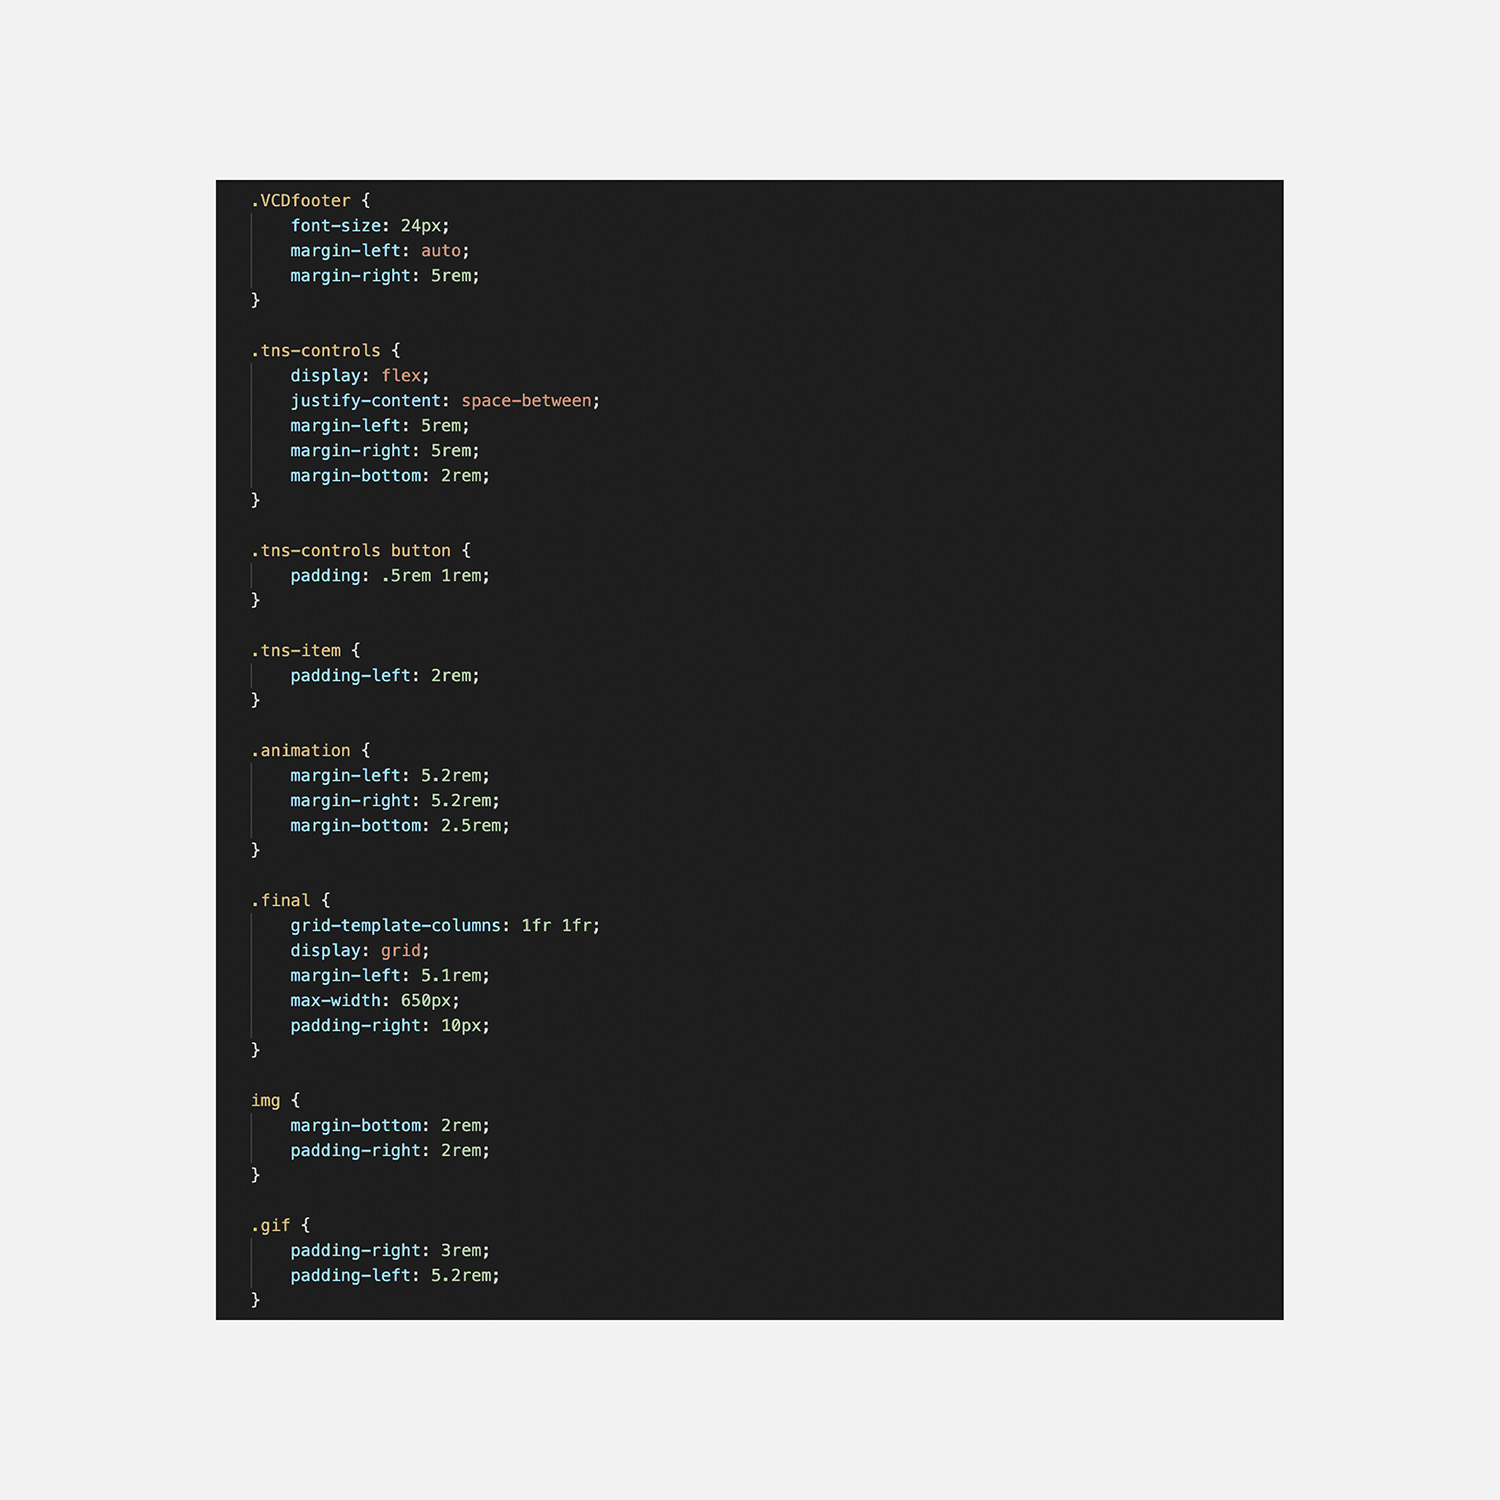 .VCDfooter {
    font-size: 24px;
    margin-left: auto;
    margin-right: 5rem;
}

.tns-controls {
    display: flex;
    justify-content: space-between;
    margin-left: 5rem;
    margin-right: 5rem;
    margin-bottom: 2rem;
}

.tns-controls button {
    padding: .5rem 1rem;
}

.tns-item {
    padding-left: 2rem;
}

.animation {
    margin-left: 5.2rem;
    margin-right: 5.2rem;
    margin-bottom: 2.5rem;
}

.final {
    grid-template-columns: 1fr 1fr;
    display: grid;
    margin-left: 5.1rem;
    max-width: 650px;
    padding-right: 10px;
}

img {
    margin-bottom: 2rem;
    padding-right: 2rem;
}

.gif {
    padding-right: 3rem;
    padding-left: 5.2rem;
}